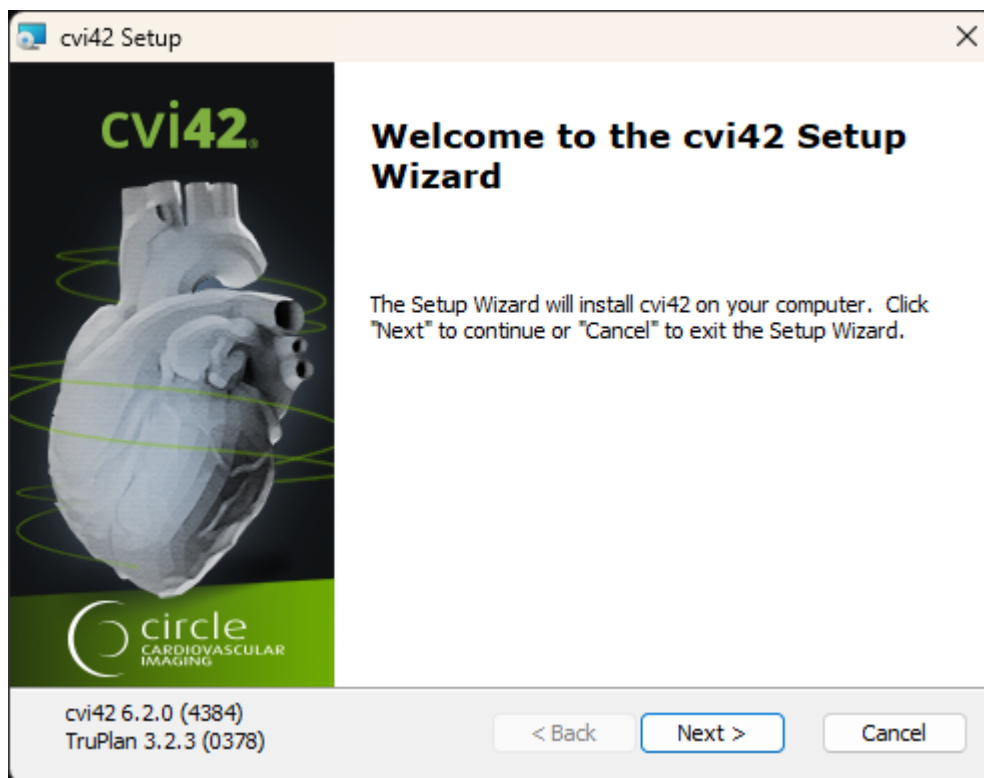 cvi42 Setup
cvi42®
Welcome to the cvi42 Setup
Wizard
The Setup Wizard will install cvi42 on your computer.  Click
"Next" to continue or "Cancel" to exit the Setup Wizard.
circle
CARDIOVASCULAR
IMAGING
cvi42 6.2.0 (4384)
TruPlan 3.2.3 (0378)
< Back
Next >
Cancel